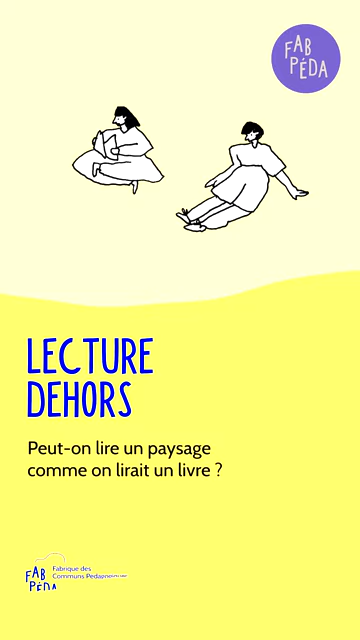 FAB
PÉDA
LECTURE
DEHORS
Peut-on lire un paysage
comme on lirait un livre ?
FAB
PÉDA
Fabrique des
Communs Pédagogiques